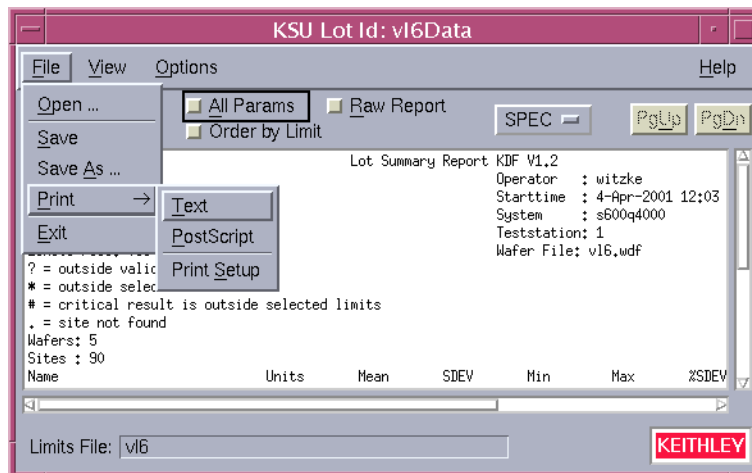 KSU Lot Id: vl6Data
File View Options Help
Open ...
Save
Save As ...
Print →
Exit
Text
PostScript
Print Setup
All Params
Raw Report
Order by Limit
SPEC
PgUp PgDn
Lot Summary Report KDF V1.2
Operator : witzke
Starttime : 4-Apr-2001 12:03
System : s600q4000
Teststation: 1
Wafer File: vl6.wdf
? = outside valid
* = outside selec
# = critical result is outside selected limits
. = site not found
Wafers: 5
Sites : 90
Name Units Mean SDEV Min Max %SDEV
Limits File: vl6
KEITHLEY